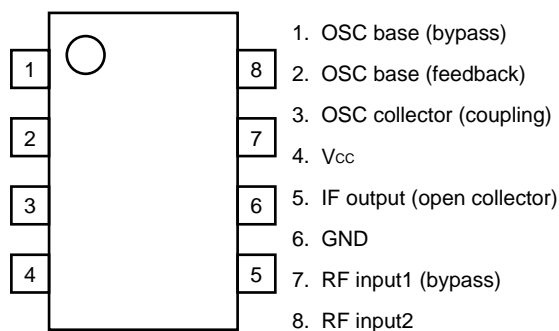 1
2
3
4
8
7
6
5
1. OSC base (bypass)
2. OSC base (feedback)
3. OSC collector (coupling)
4. Vcc
5. IF output (open collector)
6. GND
7. RF input1 (bypass)
8. RF input2